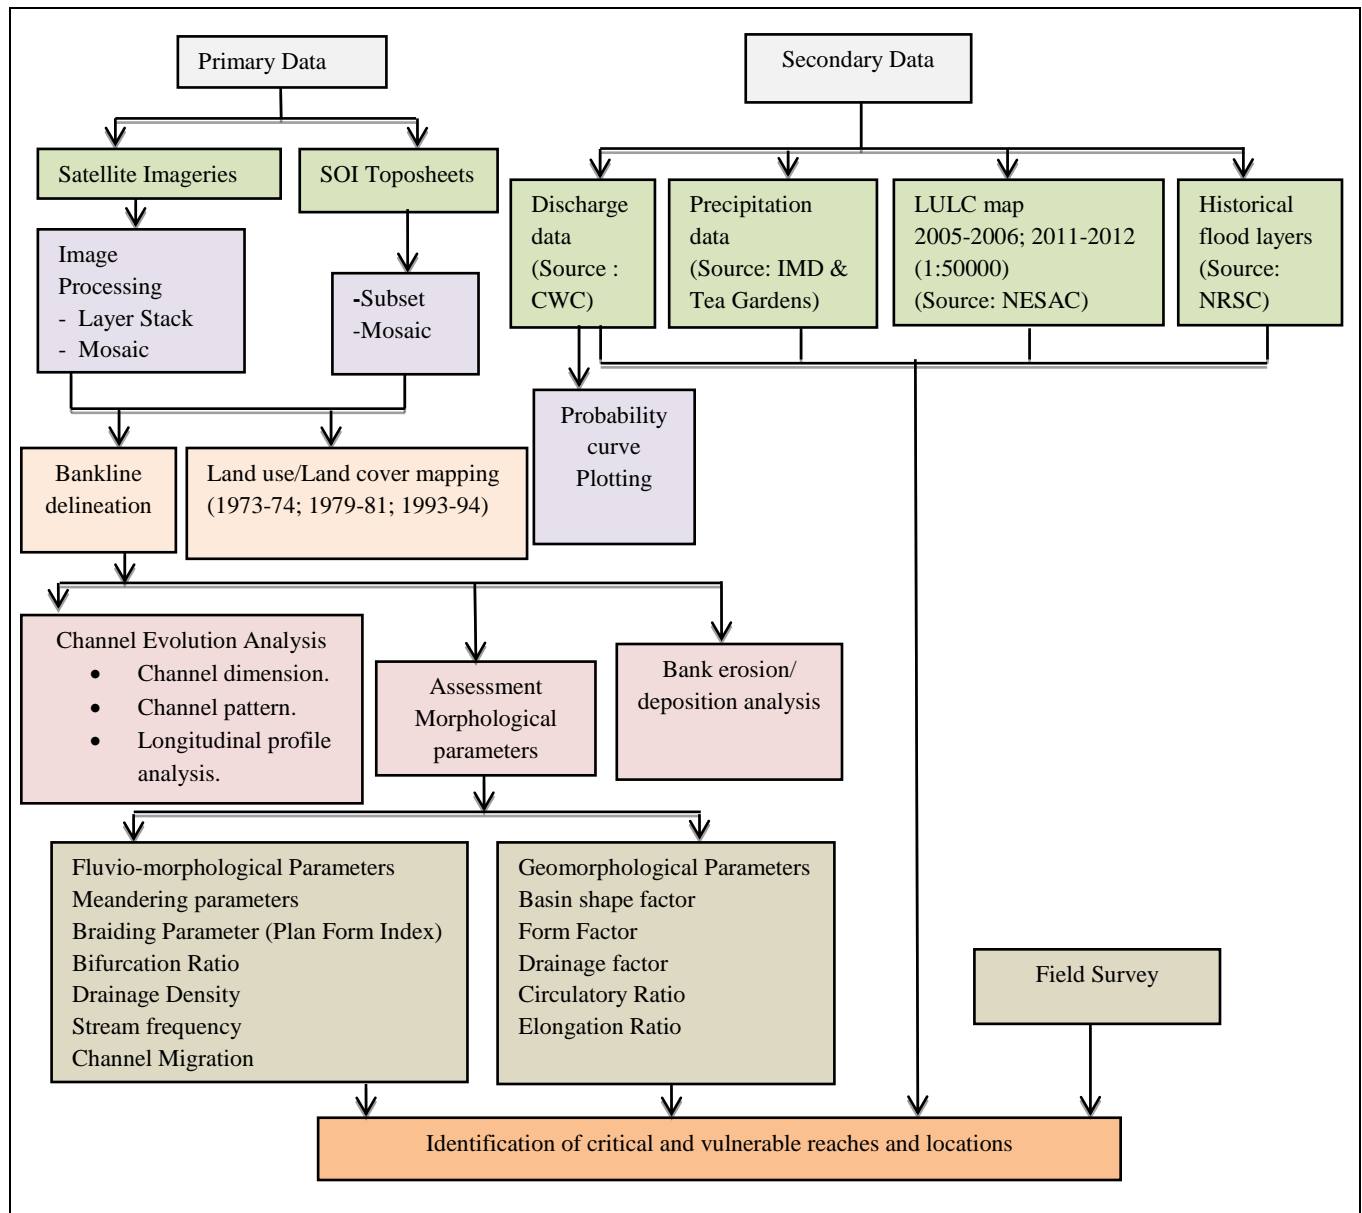 Primary Data
Secondary Data
Satellite Imageries
SOI Toposheets
Discharge
data
(Source :
CWC)
Precipitation
data
(Source: IMD &
Tea Gardens)
LULC map
2005-2006; 2011-2012
(1:50000)
(Source: NESAC)
Historical
flood layers
(Source:
NRSC)
Image
Processing
- Layer Stack
- Mosaic
-Subset
-Mosaic
Probability
curve
Plotting
Bankline
delineation
Land use/Land cover mapping
(1973-74; 1979-81; 1993-94)
Channel Evolution Analysis
• Channel dimension.
• Channel pattern.
• Longitudinal profile
analysis.
Assessment
Morphological
parameters
Bank erosion/
deposition analysis
Fluvio-morphological Parameters
Meandering parameters
Braiding Parameter (Plan Form Index)
Bifurcation Ratio
Drainage Density
Stream frequency
Channel Migration
Geomorphological Parameters
Basin shape factor
Form Factor
Drainage factor
Circulatory Ratio
Elongation Ratio
Field Survey
Identification of critical and vulnerable reaches and locations